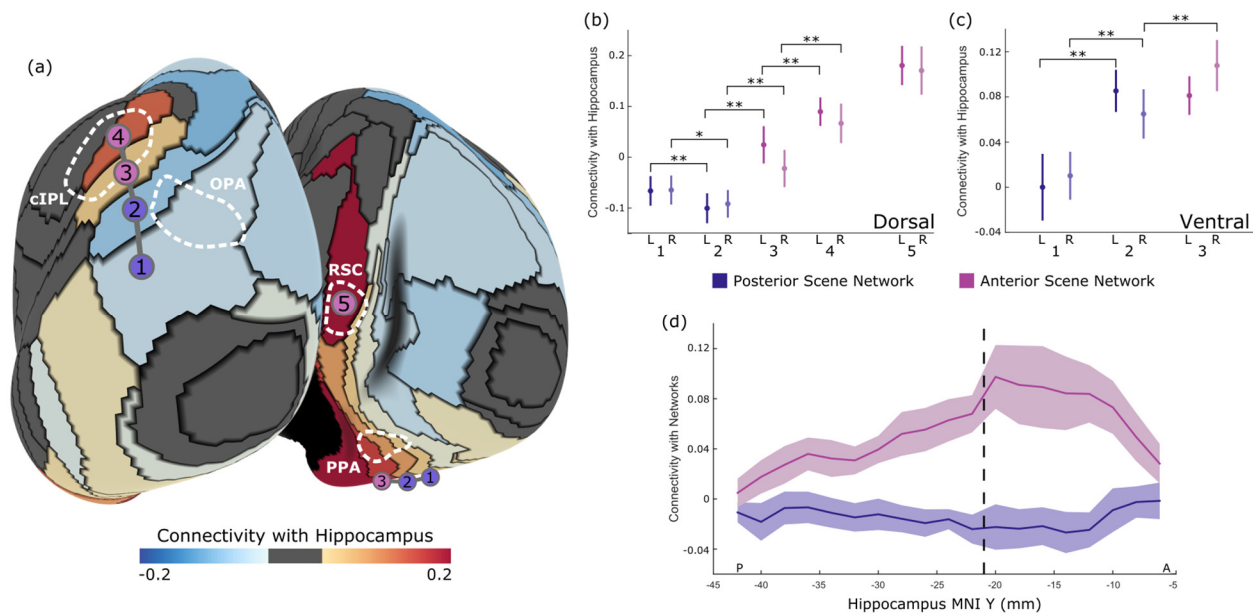 (a)
4
3
2
1
cIPL
OPA
RSC
5
PPA
3
2
1
Connectivity with Hippocampus
-0.2
0.2
(b)
Connectivity with Hippocampus
0.2
0.1
0
-0.1
**
*
**
**
**
**
**
L R L R L R L R L R
1 2 3 4 5
Dorsal
(c)
Connectivity with Hippocampus
0.12
0.08
0.04
0
-0.04
**
**
**
L R L R L R
1 2 3
Ventral
Posterior Scene Network
Anterior Scene Network
(d)
Connectivity with Networks
0.12
0.08
0.04
0
-0.04
P
A
-45 -40 -35 -30 -25 -20 -15 -10 -5
Hippocampus MNI Y (mm)